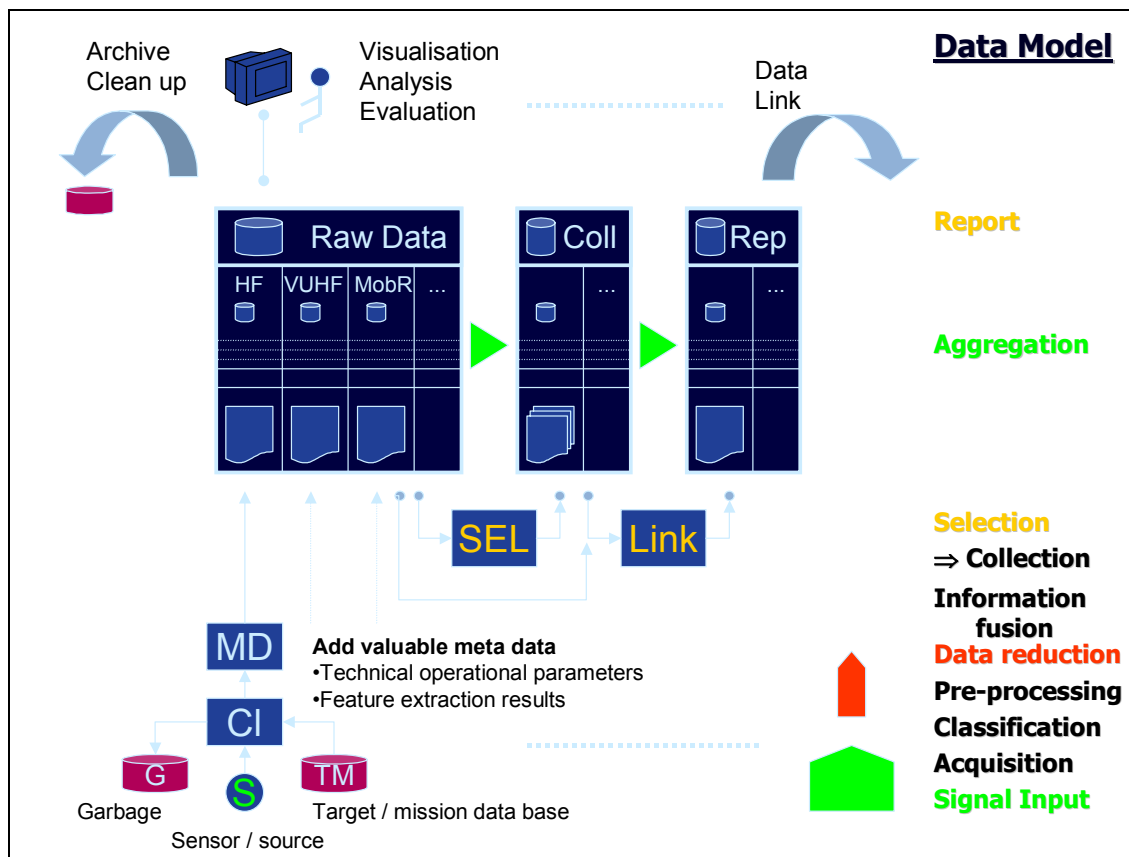 Data Model
Archive
Clean up
Visualisation
Analysis
Evaluation
Data
Link
Raw Data
Coll
Rep
Report
HF
VUHF
MobR
...
...
...
Aggregation
SEL
Link
Selection
⇒ Collection
Information
fusion
Data reduction
Pre-processing
Classification
Acquisition
Signal Input
MD
Add valuable meta data
•Technical operational parameters
•Feature extraction results
CI
G
TM
S
Garbage
Target / mission data base
Sensor / source